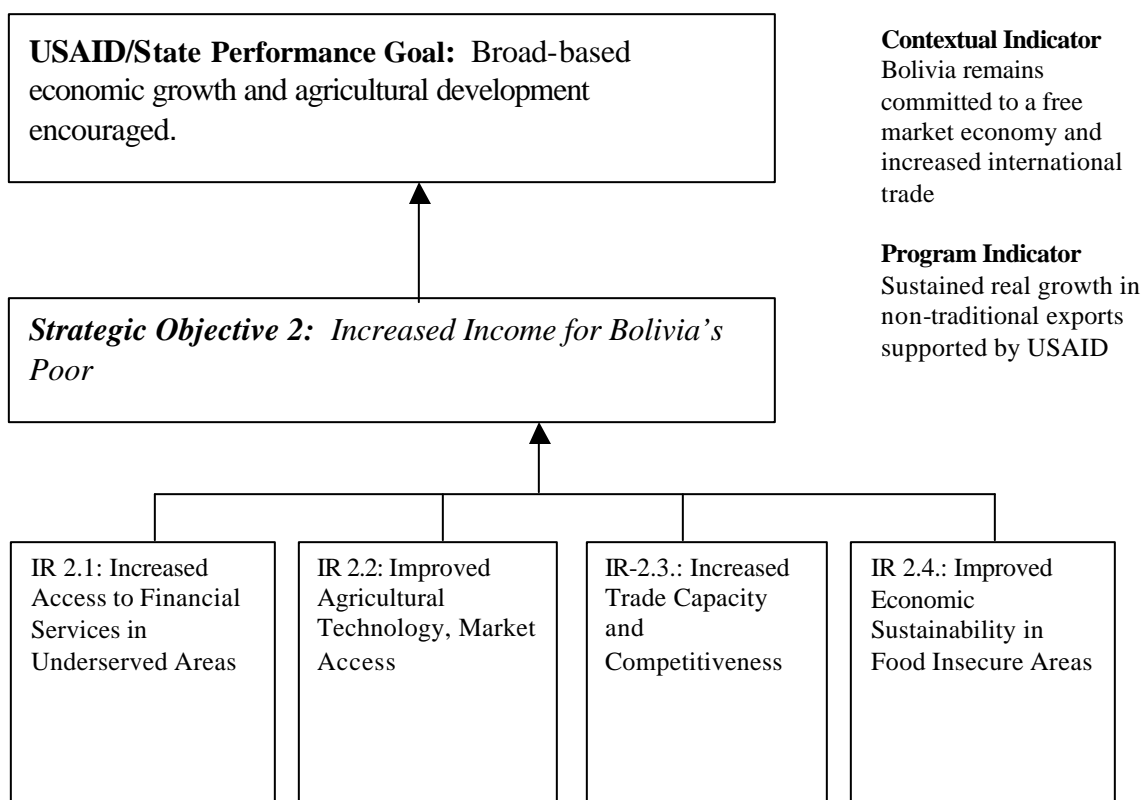 USAID/State Performance Goal: Broad-based
economic growth and agricultural development
encouraged.
Contextual Indicator
Bolivia remains
committed to a free
market economy and
increased international
trade
Program Indicator
Sustained real growth in
non-traditional exports
supported by USAID
Strategic Objective 2: Increased Income for Bolivia’s
Poor
IR 2.1: Increased
Access to Financial
Services in
Underserved Areas
IR 2.2: Improved
Agricultural
Technology, Market
Access
IR-2.3.: Increased
Trade Capacity
and
Competitiveness
IR 2.4.: Improved
Economic
Sustainability in
Food Insecure Areas